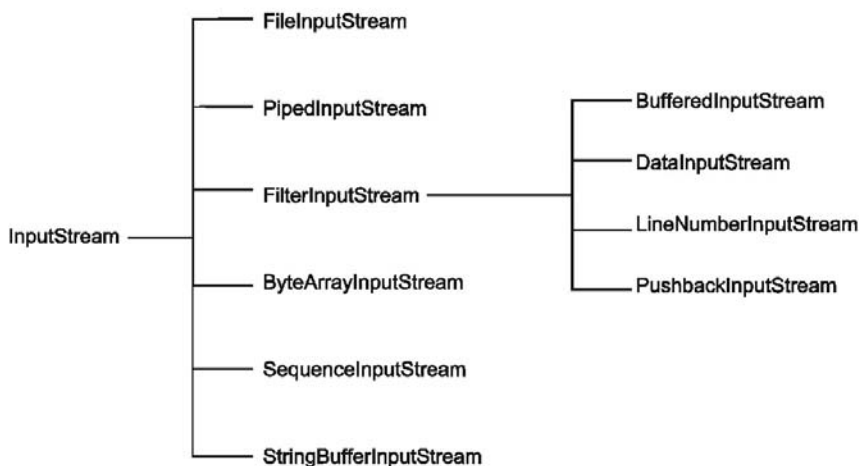 FileInputStream
PipedInputStream
FilterInputStream
InputStream
ByteArrayInputStream
SequenceInputStream
StringBufferInputStream
BufferedInputStream
DataInputStream
LineNumberInputStream
PushbackInputStream